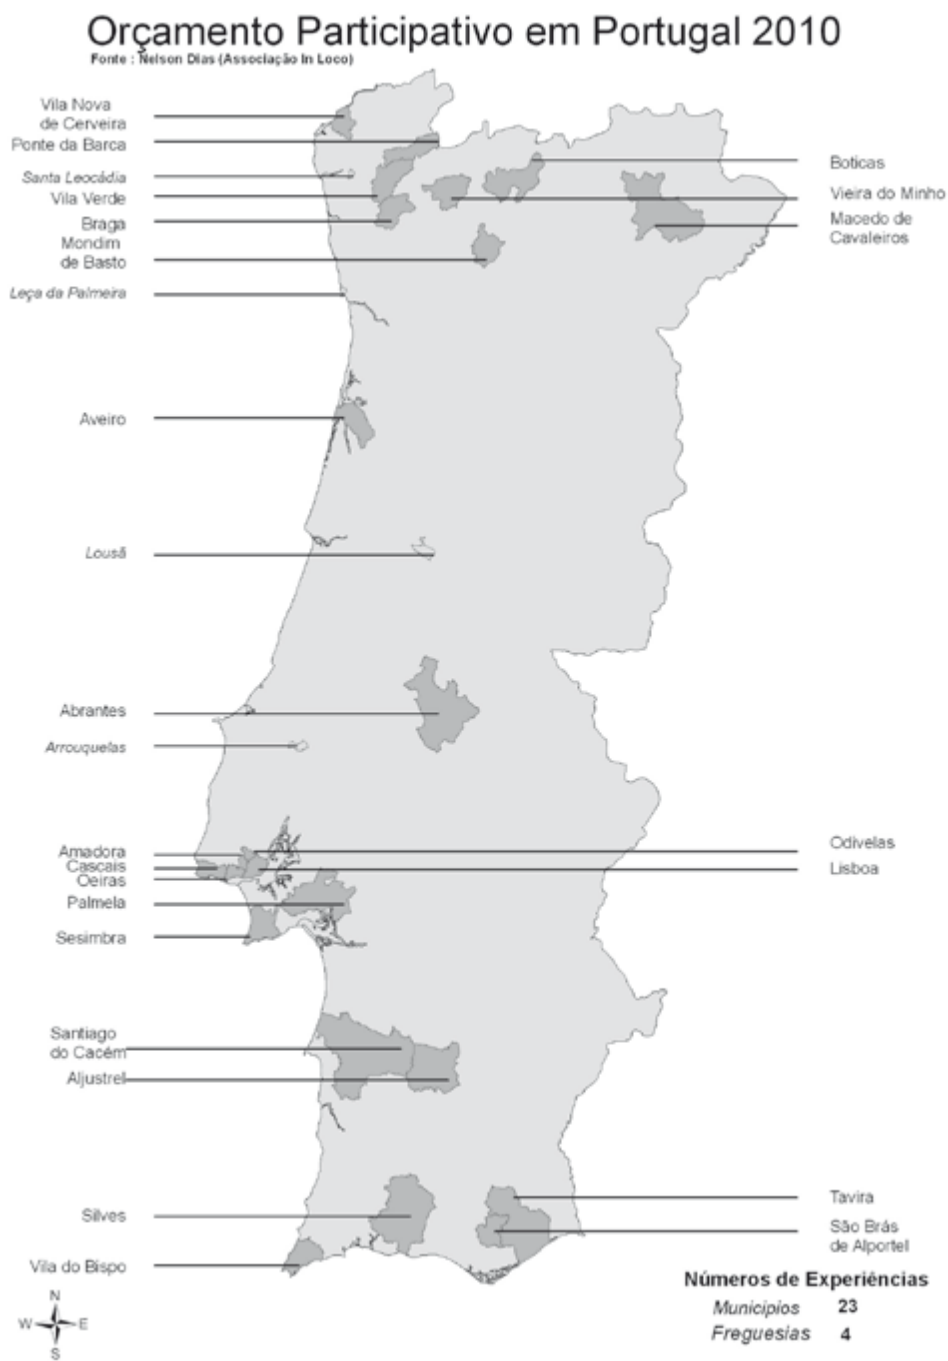 Orçamento Participativo em Portugal 2010
Fonte : Nelson Dias (Associação In Loco)
Vila Nova
de Cerveira
Ponte da Barca
Santa Leocádia
Vila Verde
Braga
Mondim
de Basto
Leça da Palmeira
Aveiro
Lousã
Abrantes
Arrouquelas
Amadora
Cascais
Oeiras
Palmela
Sesimbra
Santiago
do Cacém
Aljustrel
Silves
Vila do Bispo
Boticas
Vieira do Minho
Macedo de
Cavaleiros
Odivelas
Lisboa
Tavira
São Brás
de Alportel
Números de Experiências
Municipios 23
Freguesias 4
N
W E
S